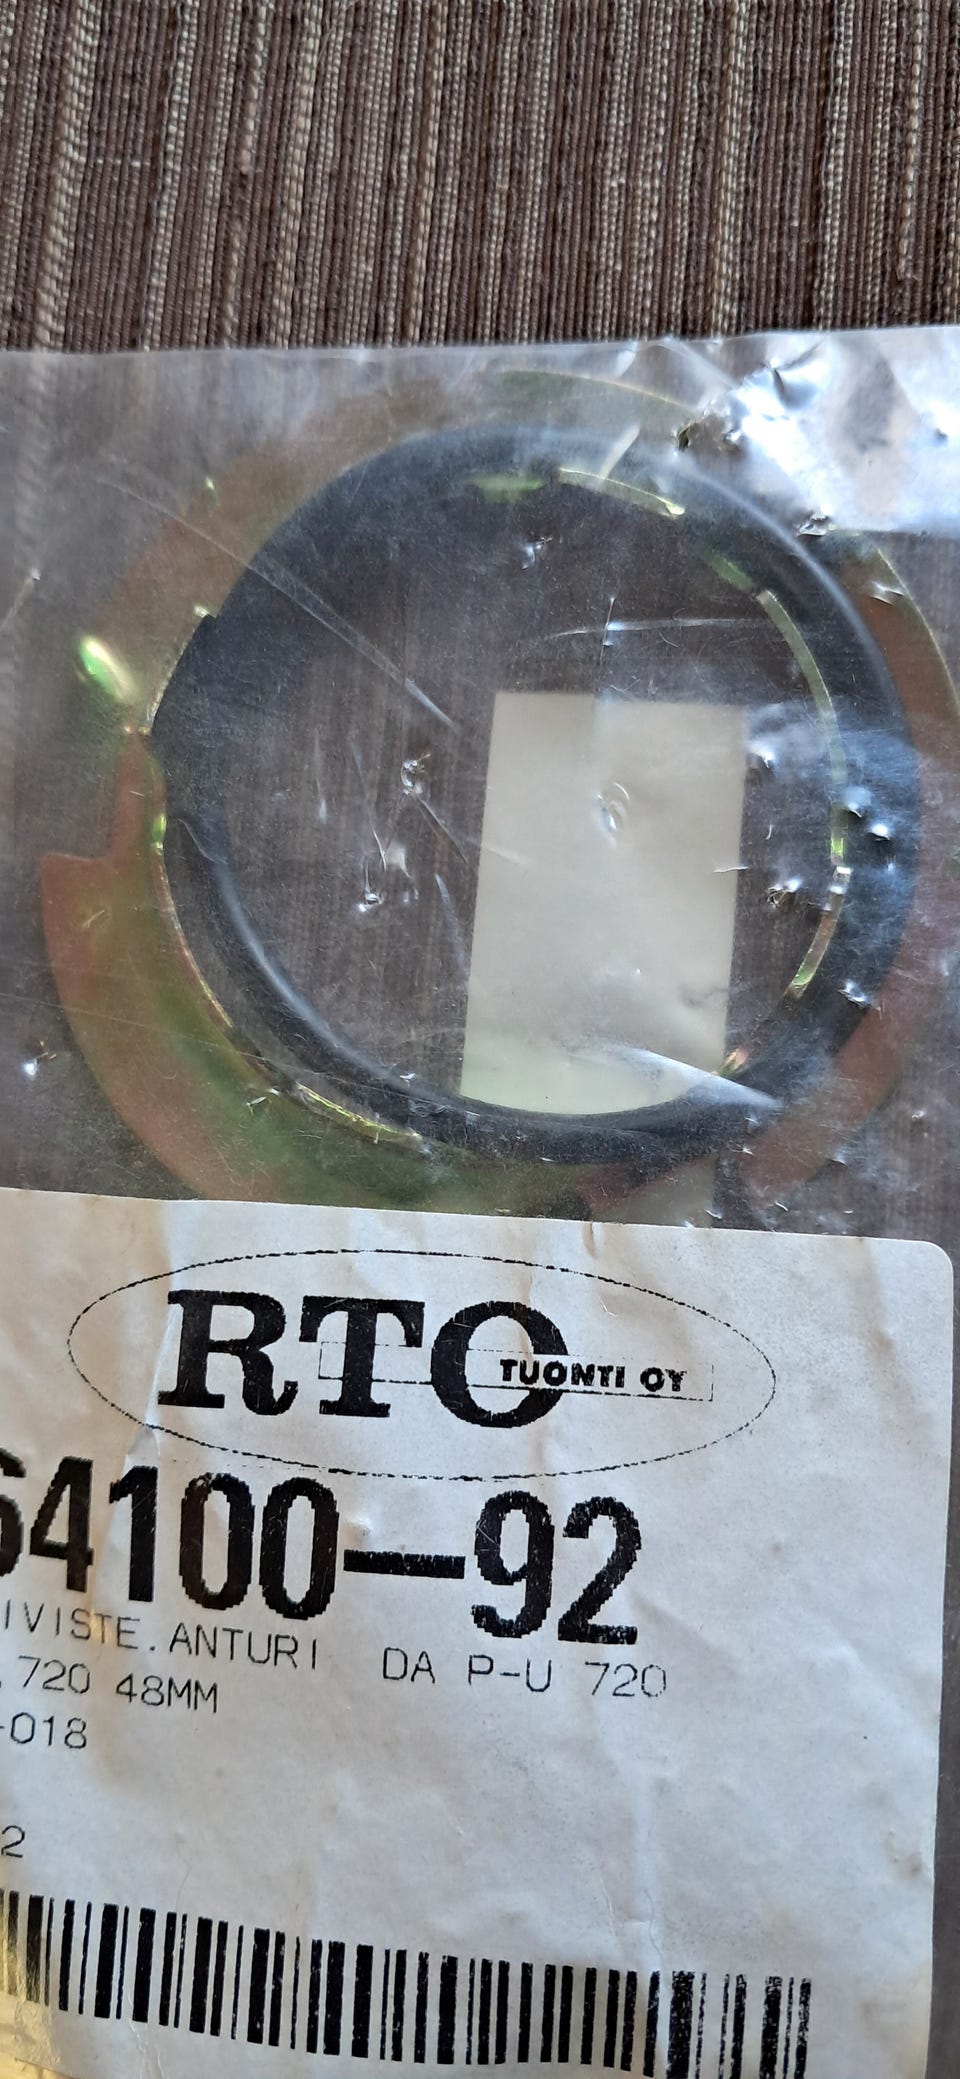 RTO
TUONTI OY
64100-92
IVISTE.ANTURI DA P-U 720
720 48MM
-018
2